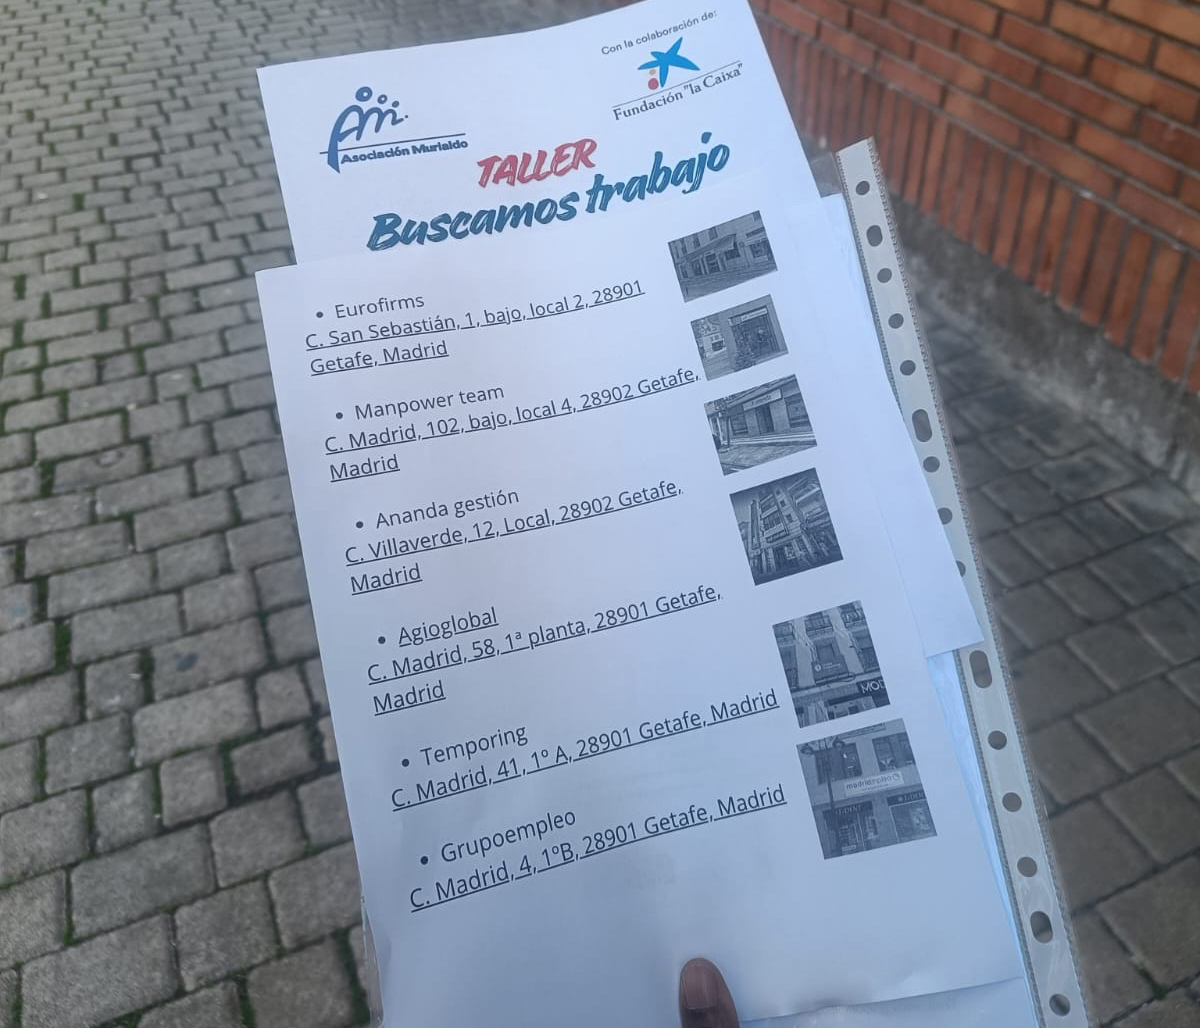 Con la colaboración de:
Fundación "la Caixa"
Am.
Asociación Murialdo
TALLER
Buscamos trabajo
• Eurofirms
C. San Sebastián, 1, bajo, local 2, 28901
Getafe, Madrid
• Manpower team
C. Madrid, 102, bajo, local 4, 28902 Getafe,
Madrid
• Ananda gestión
C. Villaverde, 12, Local, 28902 Getafe,
Madrid
• Agioglobal
C. Madrid, 58, 1ª planta, 28901 Getafe,
Madrid
• Temporing
C. Madrid, 41, 1º A, 28901 Getafe, Madrid
MOD
• Grupoempleo
C. Madrid, 4, 1ºB, 28901 Getafe, Madrid
madridempleo